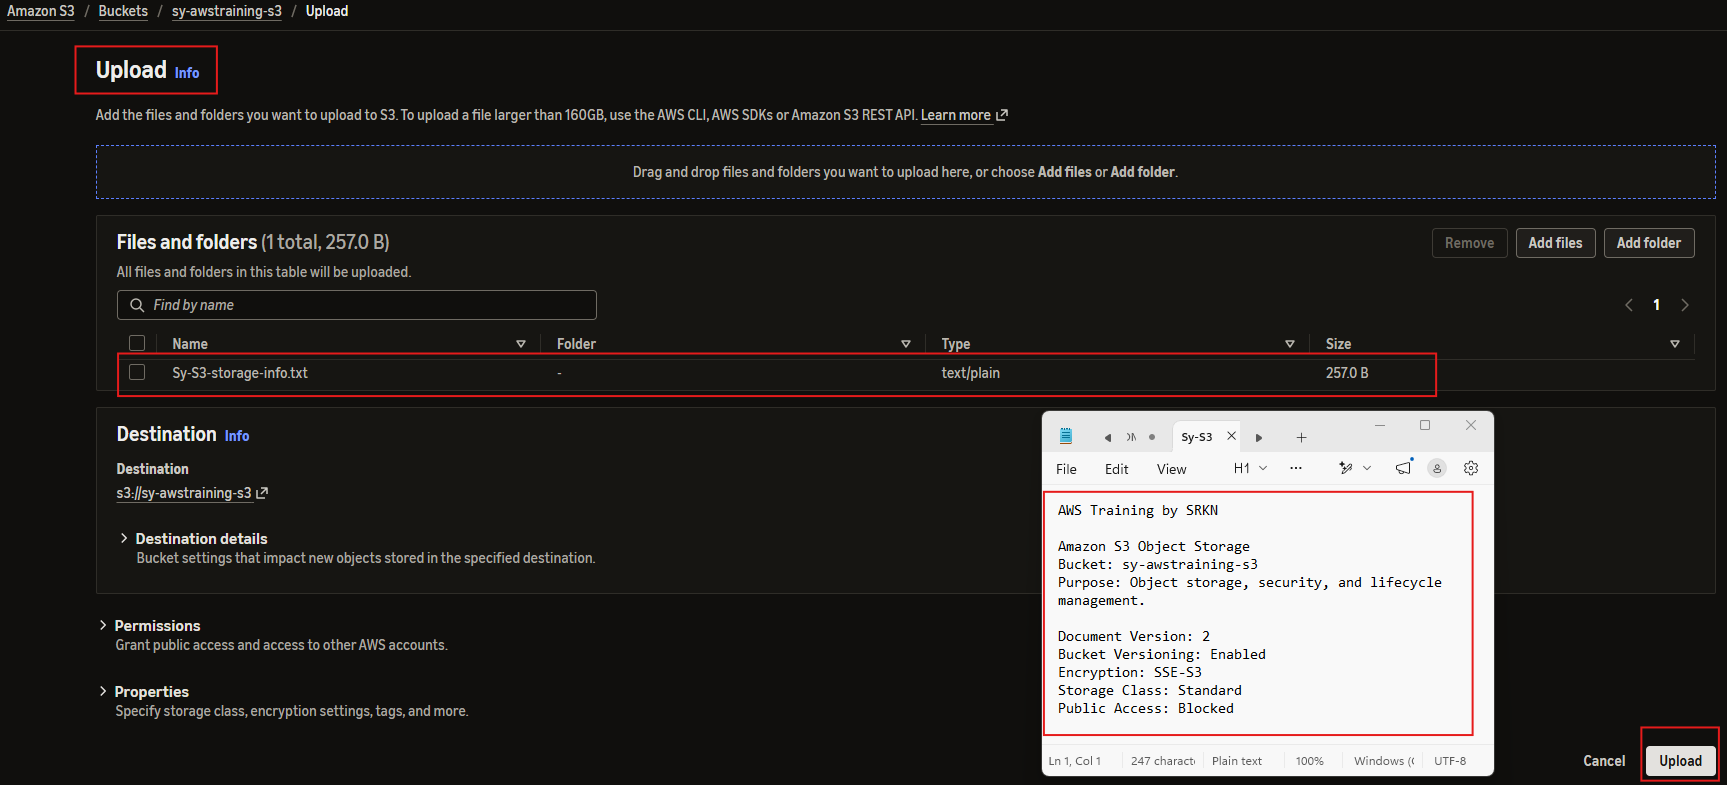 Amazon S3 / Buckets / sy-awstraining-s3 / Upload
Upload Info
Add the files and folders you want to upload to S3. To upload a file larger than 160GB, use the AWS CLI, AWS SDKs or Amazon S3 REST API. Learn more
Drag and drop files and folders you want to upload here, or choose Add files or Add folder.
Files and folders (1 total, 257.0 B)
Remove Add files Add folder
All files and folders in this table will be uploaded.
Find by name
1
Name Folder Type Size
Sy-S3-storage-info.txt - text/plain 257.0 B
Destination Info
Destination
s3://sy-awstraining-s3
Destination details
Bucket settings that impact new objects stored in the specified destination.
Permissions
Grant public access and access to other AWS accounts.
Properties
Specify storage class, encryption settings, tags, and more.
Sy-S3
File Edit View H1 ...
AWS Training by SRKN
Amazon S3 Object Storage
Bucket: sy-awstraining-s3
Purpose: Object storage, security, and lifecycle
management.
Document Version: 2
Bucket Versioning: Enabled
Encryption: SSE-S3
Storage Class: Standard
Public Access: Blocked
Ln 1, Col 1 247 charact Plain text 100% Windows ( UTF-8
Cancel Upload